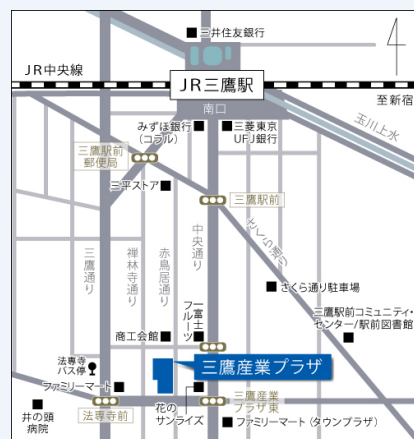 三井住友銀行
JR中央線
JR三鷹駅
至新宿
南口
みずほ銀行
(コラル)
三菱東京
UFJ銀行
玉川上水
三鷹駅前
郵便局
三平ストア
三鷹駅前
さくら通り
三鷹通り
禅林寺通り
赤鳥居通り
中央通り
さくら通り駐車場
一富士
フルーツ
三鷹駅前コミュニティ・
センター/駅前図書館
商工会館
法専寺
バス停
三鷹産業プラザ
ファミリーマート
井の頭
病院
法専寺前
花の
サンライズ
三鷹産業
プラザ東
ファミリーマート(タウンプラザ)